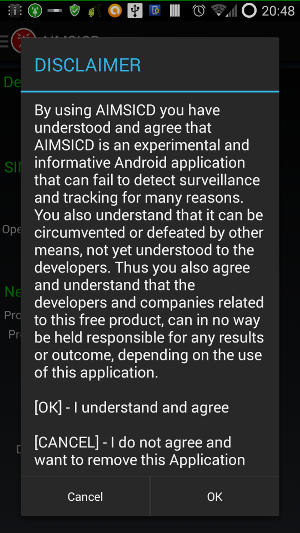 20:48
AIMSICD
DISCLAIMER
By using AIMSICD you have
understood and agree that
AIMSICD is an experimental and
informative Android application
that can fail to detect surveillance
and tracking for many reasons.
You also understand that it can be
circumvented or defeated by other
means, not yet understood to the
developers. Thus you also agree
and understand that the
developers and companies related
to this free product, can in no way
be held responsible for any results
or outcome, depending on the use
of this application.
[OK] - I understand and agree
[CANCEL] - I do not agree and
want to remove this Application
Cancel
OK